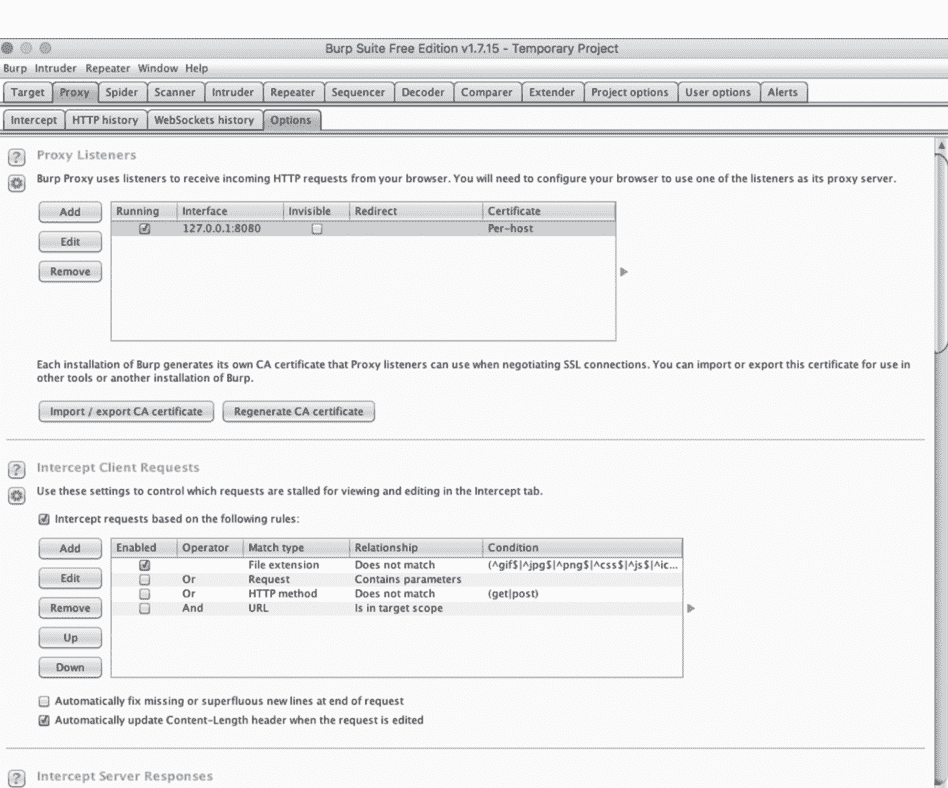 Burp Suite Free Edition v1.7.15 - Temporary Project
Burp Intruder Repeater Window Help
Target Proxy Spider Scanner Intruder Repeater Sequencer Decoder Comparer Extender Project options User options Alerts
Intercept HTTP history WebSockets history Options
? Proxy Listeners
Burp Proxy uses listeners to receive incoming HTTP requests from your browser. You will need to configure your browser to use one of the listeners as its proxy server.
Add Running Interface Invisible Redirect Certificate
127.0.0.1:8080 Per-host
Edit
Remove
Each installation of Burp generates its own CA certificate that Proxy listeners can use when negotiating SSL connections. You can import or export this certificate for use in
other tools or another installation of Burp.
Import / export CA certificate Regenerate CA certificate
? Intercept Client Requests
Use these settings to control which requests are stalled for viewing and editing in the Intercept tab.
Intercept requests based on the following rules:
Add Enabled Operator Match type Relationship Condition
File extension Does not match (^gif$|^jpg$|^png$|^css$|^js$|^ic...
Edit Or Request Contains parameters
Or HTTP method Does not match (get|post)
Remove And URL Is in target scope
Up
Down
Automatically fix missing or superfluous new lines at end of request
Automatically update Content-Length header when the request is edited
? Intercept Server Responses